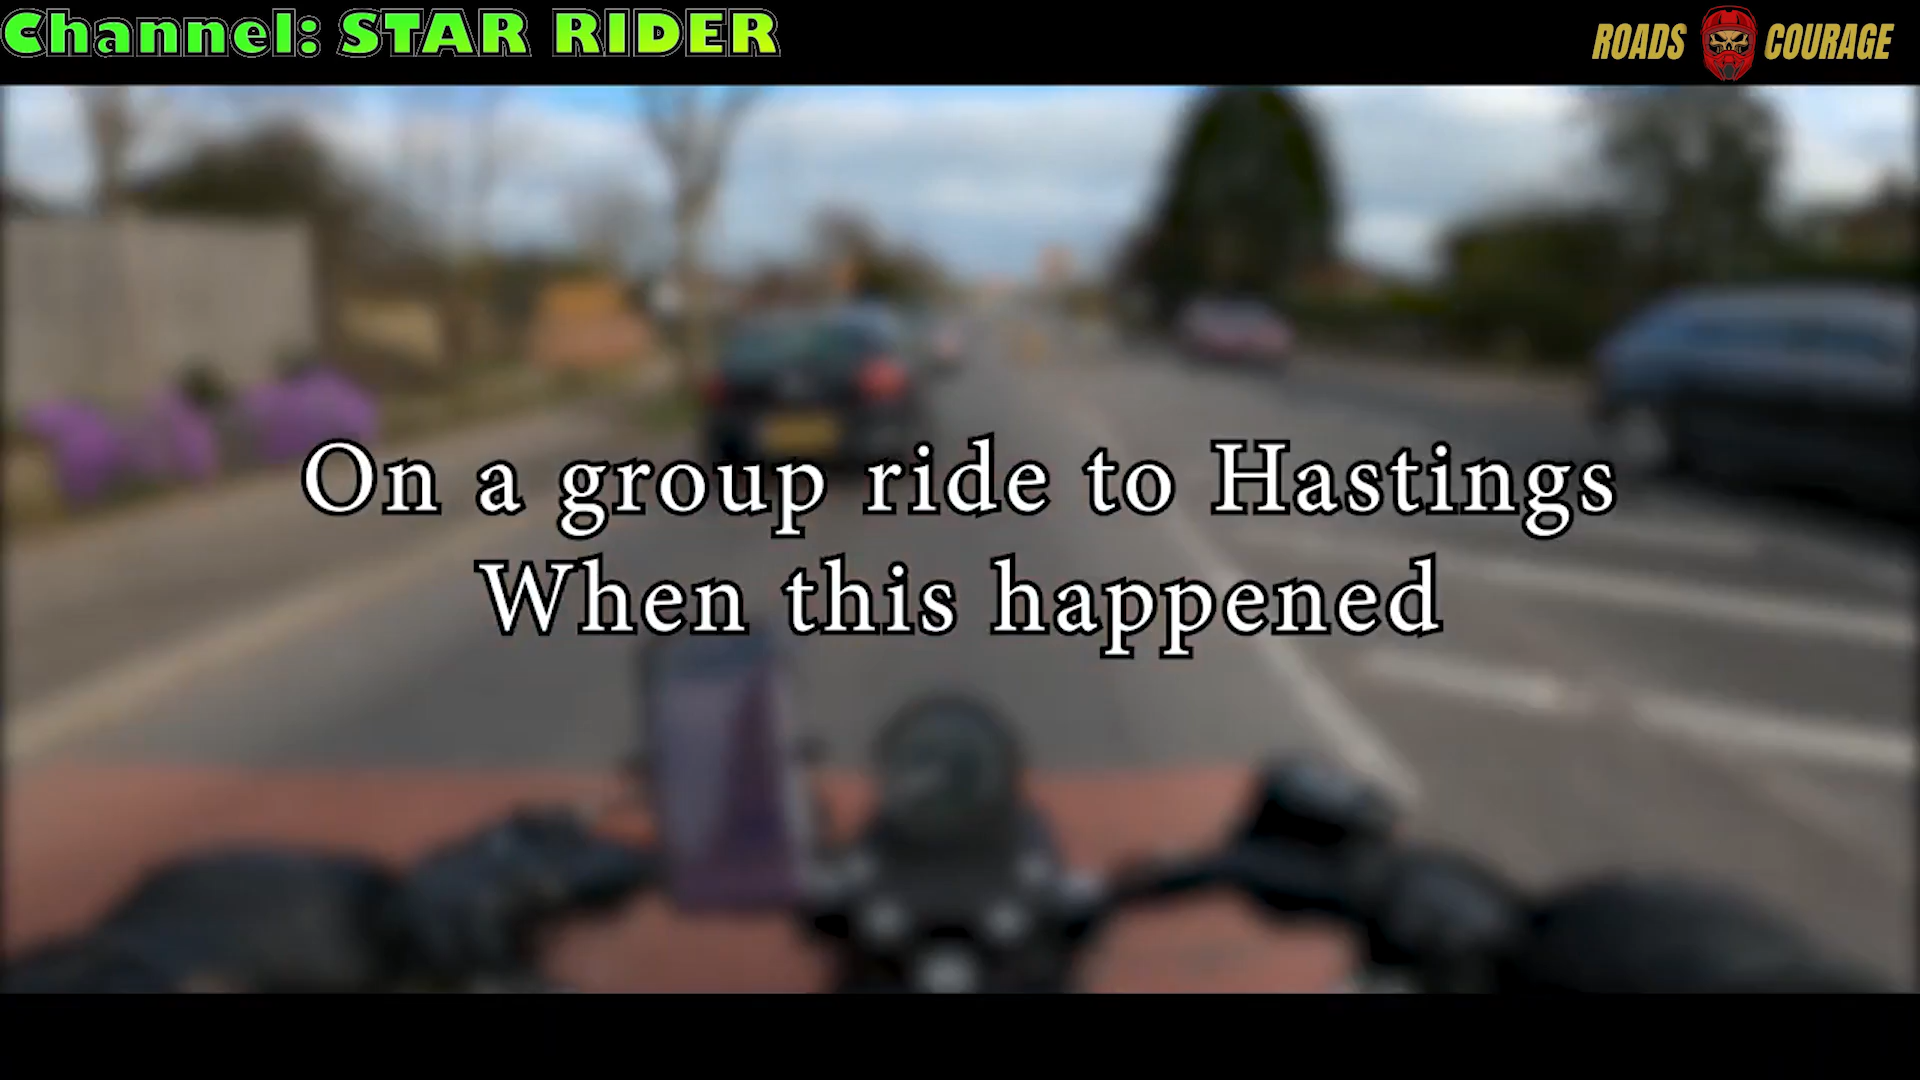 Channel: STAR RIDER
ROADS COURAGE
On a group ride to Hastings
When this happened